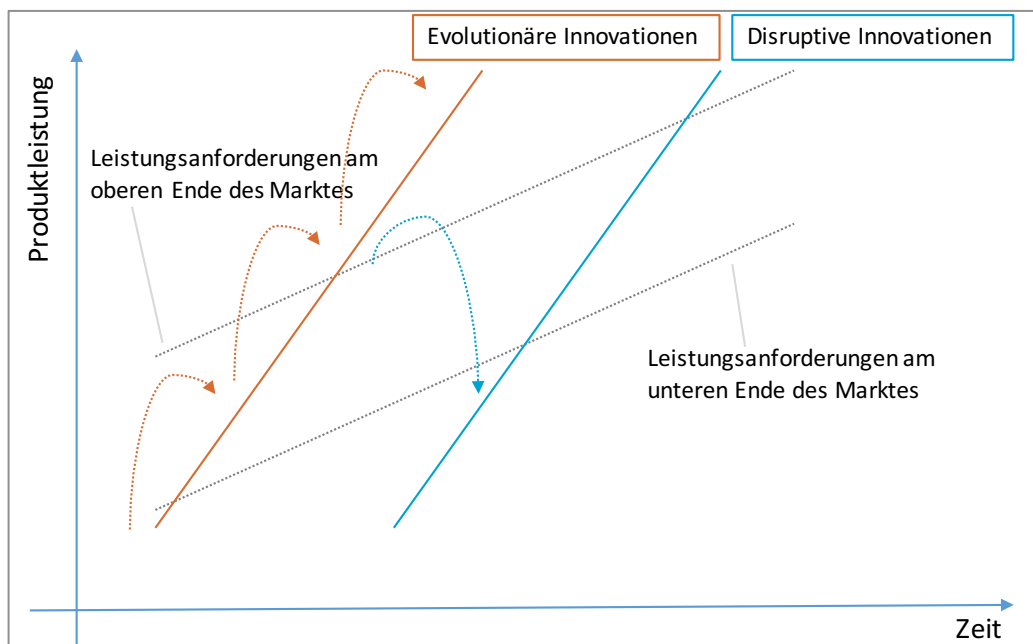 Evolutionäre Innovationen
Disruptive Innovationen
Produktleistung
Leistungsanforderungen am
oberen Ende des Marktes
Leistungsanforderungen am
unteren Ende des Marktes
Zeit